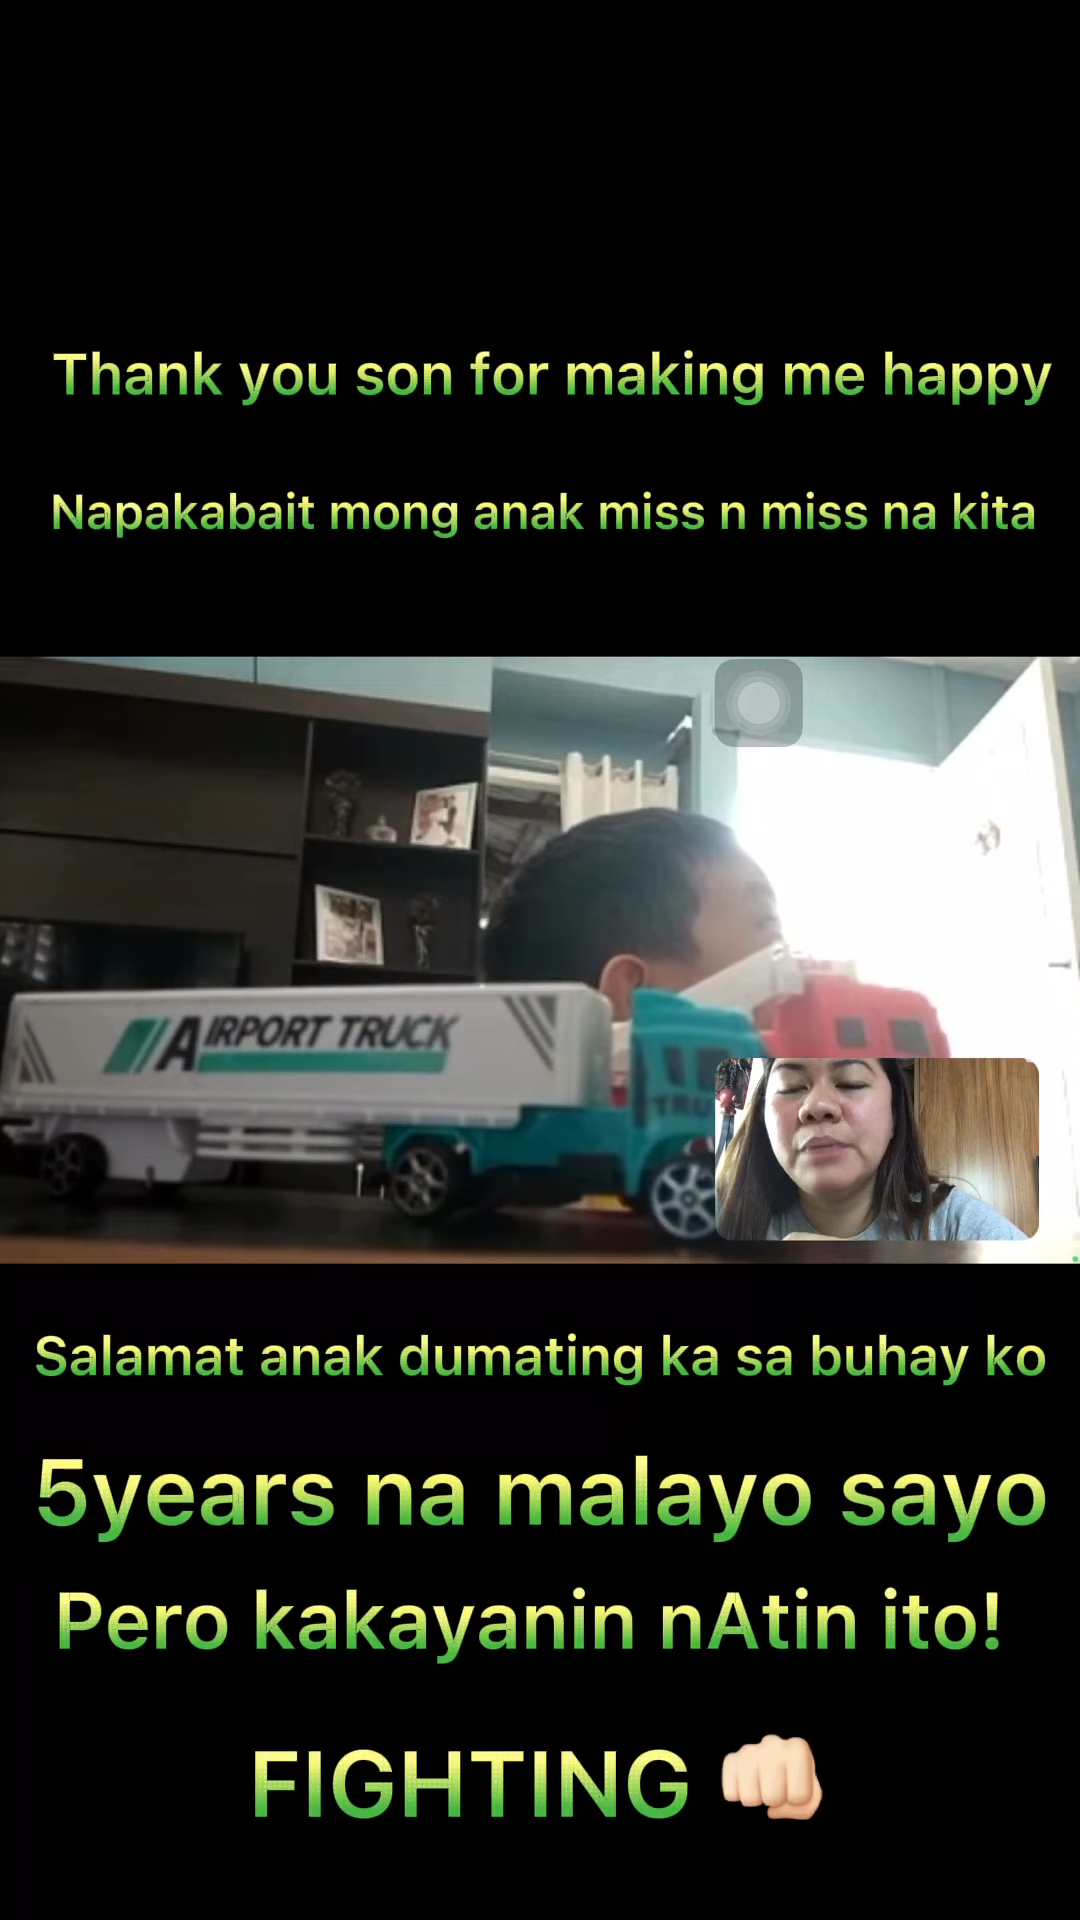 Thank you son for making me happy
Napakabait mong anak miss n miss na kita
AIRPORT TRUCK
TRU
Salamat anak dumating ka sa buhay ko
5years na malayo sayo
Pero kakayanin nAtin ito!
FIGHTING 👊🏻